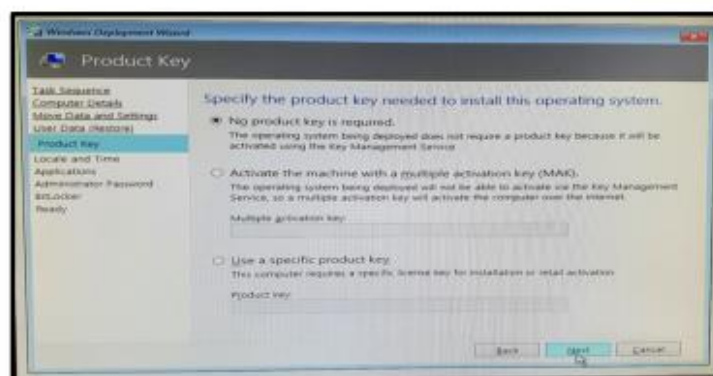 Windows Deployment Wizard
Product Key
Task Sequence
Computer Details
Move Data and Settings
User Data (Restore)
Product Key
Locale and Time
Applications
Administrator Password
BitLocker
Ready
Specify the product key needed to install this operating system.
No product key is required.
The operating system being deployed does not require a product key because it will be
activated using the Key Management Service
Activate the machine with a multiple activation key (MAK).
The operating system being deployed will not be able to activate via the Key Management
Service, so a multiple activation key will activate the computer over the internet.
Multiple activation key:
Use a specific product key
This computer requires a specific license key for installation or retail activation
Product key:
Back Next Cancel